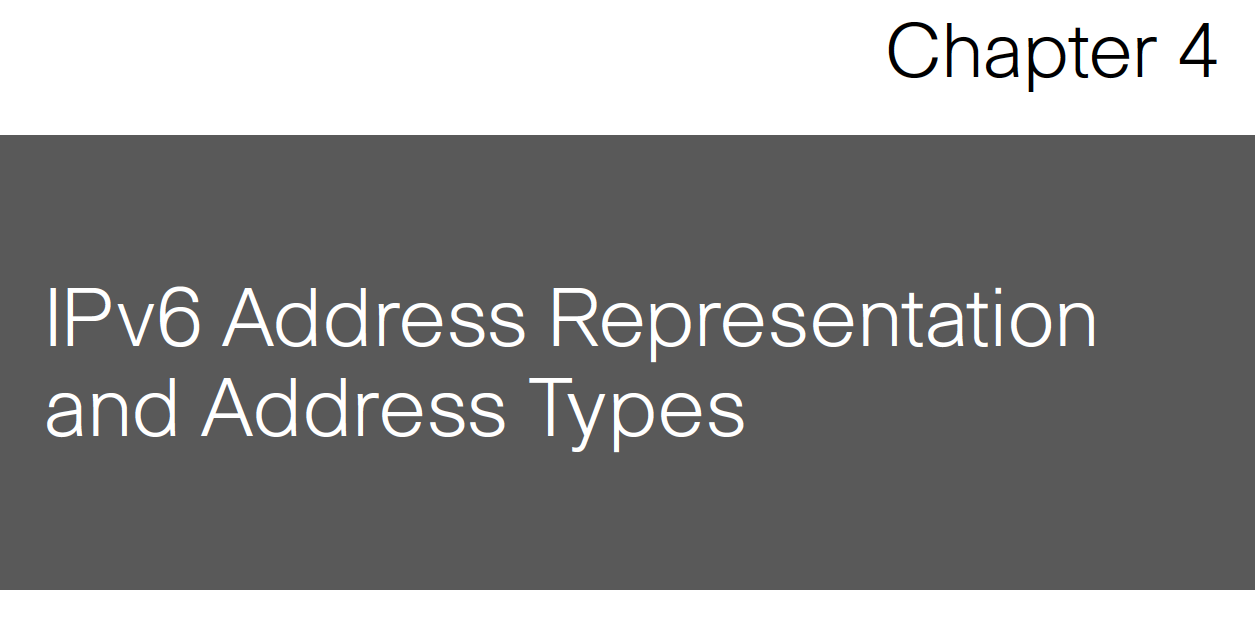 Chapter 4
IPv6 Address Representation
and Address Types